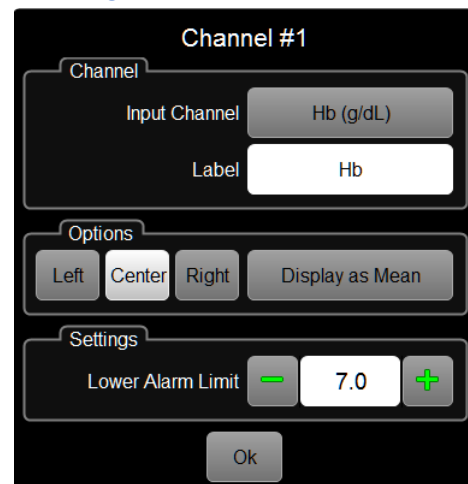 Channel #1
Channel
Input Channel Hb (g/dL)
Label Hb
Options
Left Center Right Display as Mean
Settings
Lower Alarm Limit 7.0
Ok